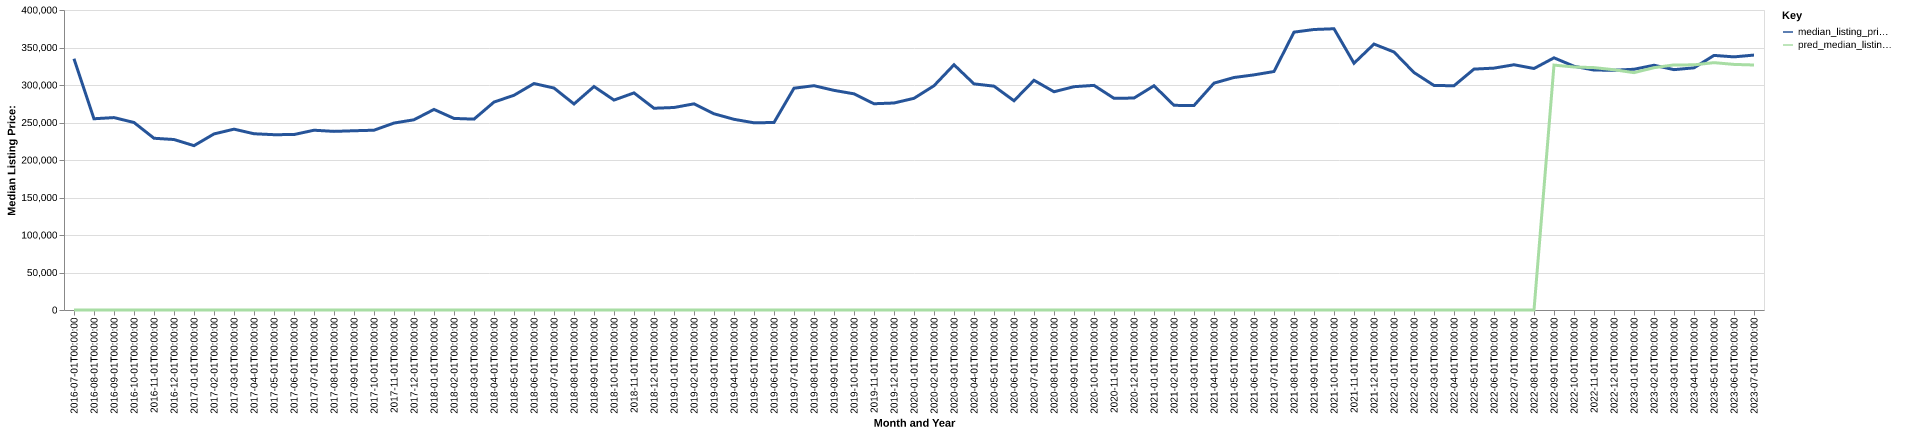 400,000
350,000
300,000
250,000
200,000
150,000
100,000
50,000
0
Median Listing Price:
2016-07-01T00:00:00
2016-08-01T00:00:00
2016-09-01T00:00:00
2016-10-01T00:00:00
2016-11-01T00:00:00
2016-12-01T00:00:00
2017-01-01T00:00:00
2017-02-01T00:00:00
2017-03-01T00:00:00
2017-04-01T00:00:00
2017-05-01T00:00:00
2017-06-01T00:00:00
2017-07-01T00:00:00
2017-08-01T00:00:00
2017-09-01T00:00:00
2017-10-01T00:00:00
2017-11-01T00:00:00
2017-12-01T00:00:00
2018-01-01T00:00:00
2018-02-01T00:00:00
2018-03-01T00:00:00
2018-04-01T00:00:00
2018-05-01T00:00:00
2018-06-01T00:00:00
2018-07-01T00:00:00
2018-08-01T00:00:00
2018-09-01T00:00:00
2018-10-01T00:00:00
2018-11-01T00:00:00
2018-12-01T00:00:00
2019-01-01T00:00:00
2019-02-01T00:00:00
2019-03-01T00:00:00
2019-04-01T00:00:00
2019-05-01T00:00:00
2019-06-01T00:00:00
2019-07-01T00:00:00
2019-08-01T00:00:00
2019-09-01T00:00:00
2019-10-01T00:00:00
2019-11-01T00:00:00
2019-12-01T00:00:00
2020-01-01T00:00:00
2020-02-01T00:00:00
2020-03-01T00:00:00
2020-04-01T00:00:00
2020-05-01T00:00:00
2020-06-01T00:00:00
2020-07-01T00:00:00
2020-08-01T00:00:00
2020-09-01T00:00:00
2020-10-01T00:00:00
2020-11-01T00:00:00
2020-12-01T00:00:00
2021-01-01T00:00:00
2021-02-01T00:00:00
2021-03-01T00:00:00
2021-04-01T00:00:00
2021-05-01T00:00:00
2021-06-01T00:00:00
2021-07-01T00:00:00
2021-08-01T00:00:00
2021-09-01T00:00:00
2021-10-01T00:00:00
2021-11-01T00:00:00
2021-12-01T00:00:00
2022-01-01T00:00:00
2022-02-01T00:00:00
2022-03-01T00:00:00
2022-04-01T00:00:00
2022-05-01T00:00:00
2022-06-01T00:00:00
2022-07-01T00:00:00
2022-08-01T00:00:00
2022-09-01T00:00:00
2022-10-01T00:00:00
2022-11-01T00:00:00
2022-12-01T00:00:00
2023-01-01T00:00:00
2023-02-01T00:00:00
2023-03-01T00:00:00
2023-04-01T00:00:00
2023-05-01T00:00:00
2023-06-01T00:00:00
2023-07-01T00:00:00
Month and Year
Key
median_listing_pri…
pred_median_listin…